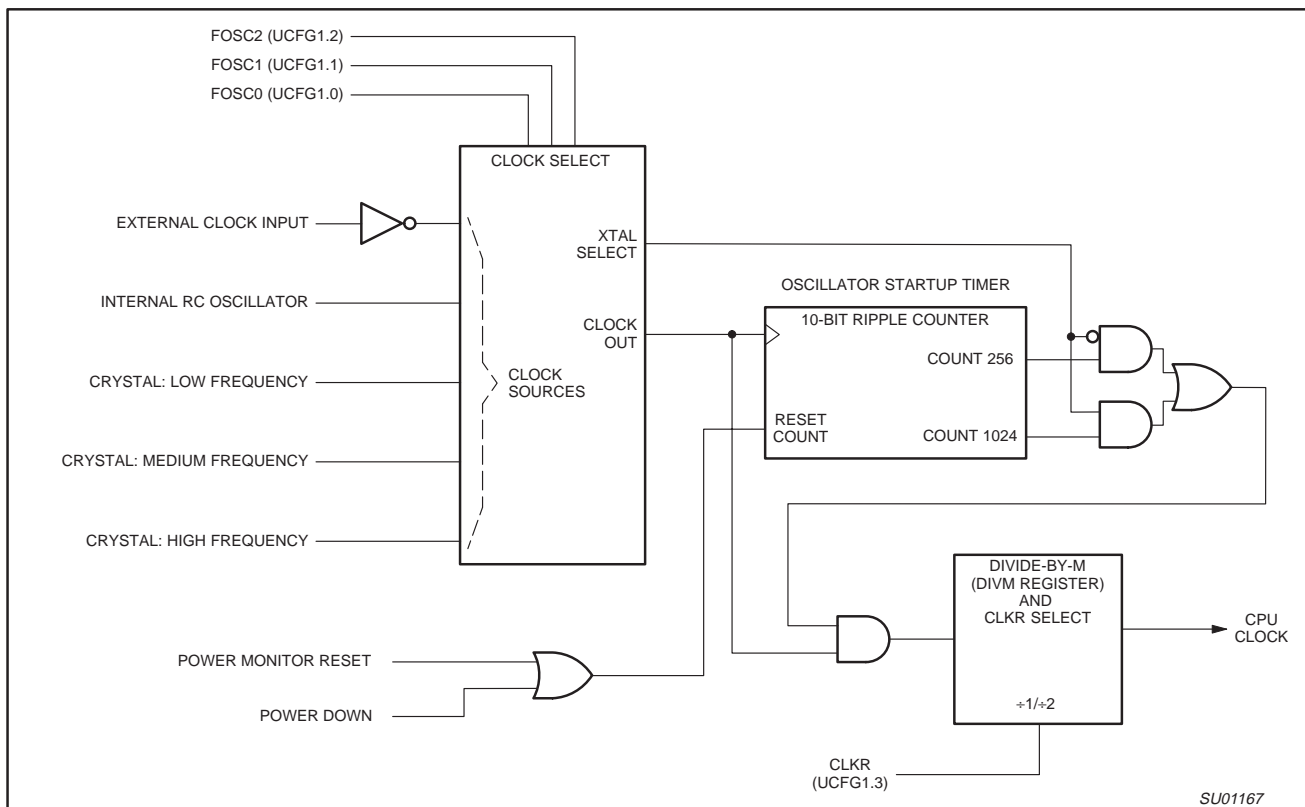 FOSC2 (UCFG1.2)
FOSC1 (UCFG1.1)
FOSC0 (UCFG1.0)
CLOCK SELECT
EXTERNAL CLOCK INPUT
XTAL
SELECT
INTERNAL RC OSCILLATOR
OSCILLATOR STARTUP TIMER
10-BIT RIPPLE COUNTER
CLOCK
OUT
COUNT 256
CRYSTAL: LOW FREQUENCY
CLOCK
SOURCES
RESET
COUNT
COUNT 1024
CRYSTAL: MEDIUM FREQUENCY
CRYSTAL: HIGH FREQUENCY
DIVIDE-BY-M
(DIVM REGISTER)
AND
CLKR SELECT
CPU
CLOCK
POWER MONITOR RESET
POWER DOWN
÷1/÷2
CLKR
(UCFG1.3)
SU01167